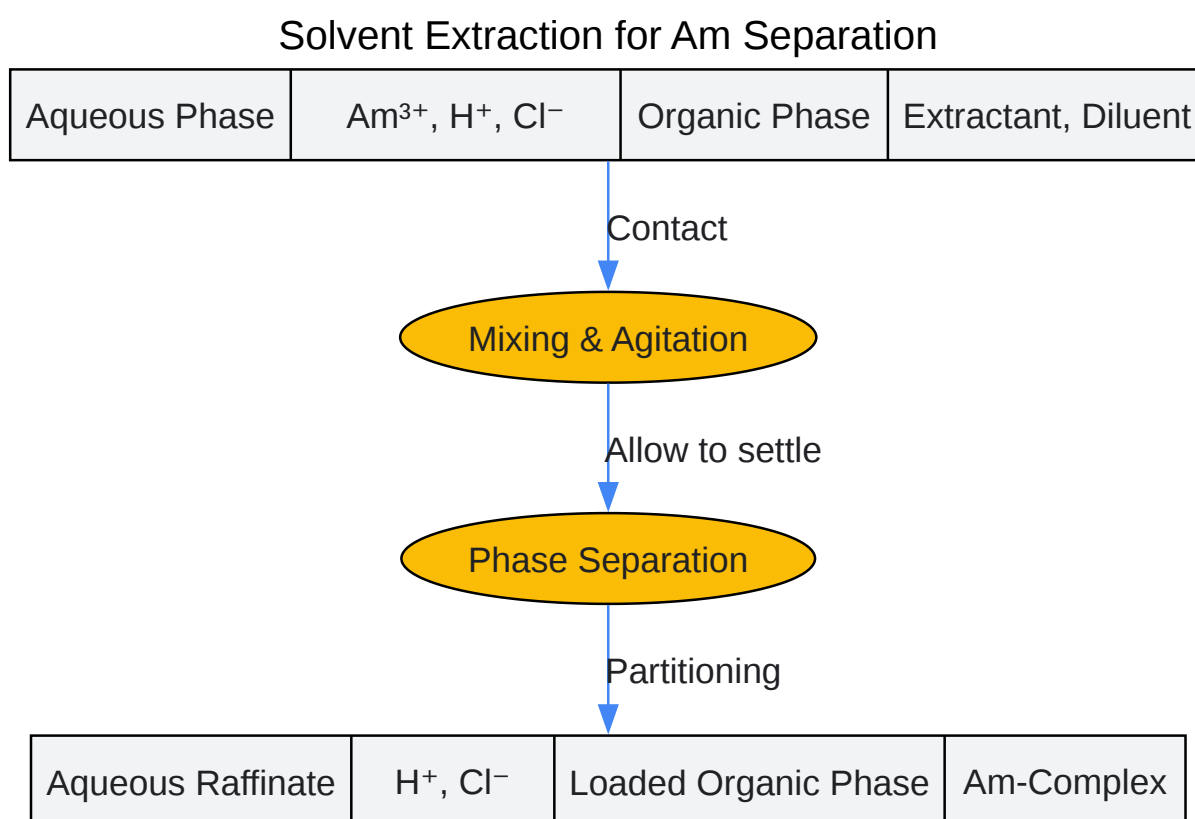 Solvent Extraction for Am Separation
Aqueous Phase
Am³⁺, H⁺, Cl⁻
Organic Phase
Extractant, Diluent
Contact
Mixing & Agitation
Allow to settle
Phase Separation
Partitioning
Aqueous Raffinate
H⁺, Cl⁻
Loaded Organic Phase
Am-Complex